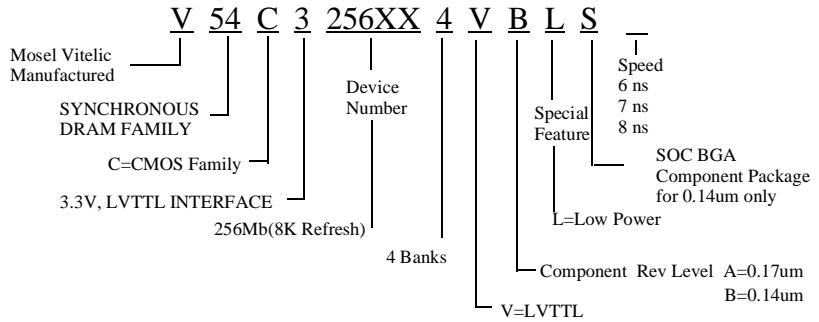 V 54 C 3 256XX 4 V B L S
Mosel Vitelic
Manufactured
SYNCHRONOUS
DRAM FAMILY
C=CMOS Family
3.3V, LVTTL INTERFACE
Device
Number
256Mb(8K Refresh)
4 Banks
V=LVTTL
Component Rev Level A=0.17um
B=0.14um
Special
Feature
L=Low Power
SOC BGA
Component Package
for 0.14um only
Speed
6 ns
7 ns
8 ns